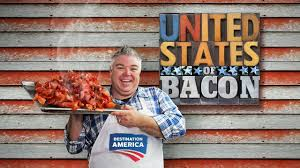 UNITED
STATES
OF
BACON
DESTINATION
AMERICA